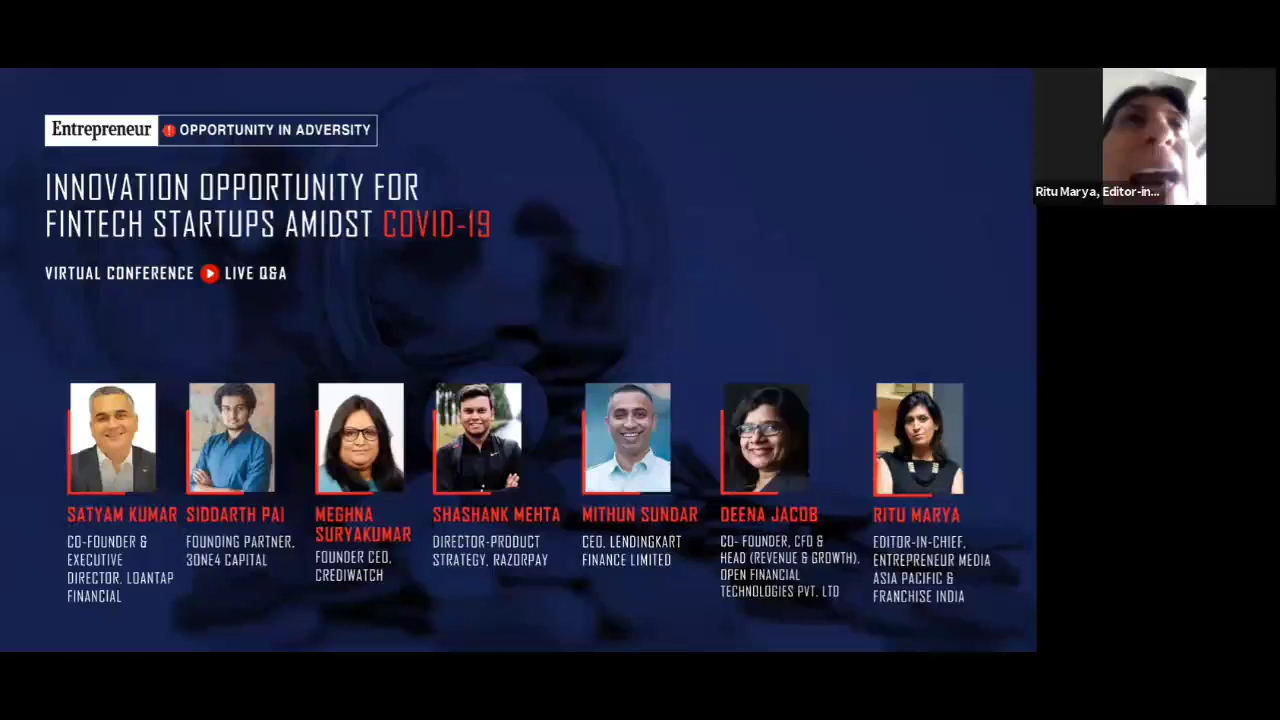 Entrepreneur ! OPPORTUNITY IN ADVERSITY
INNOVATION OPPORTUNITY FOR
FINTECH STARTUPS AMIDST COVID-19
VIRTUAL CONFERENCE LIVE Q&A
SATYAM KUMAR
CO-FOUNDER &
EXECUTIVE
DIRECTOR, LOANTAP
FINANCIAL
SIDDARTH PAI
FOUNDING PARTNER,
3ONE4 CAPITAL
MEGHNA
SURYAKUMAR
FOUNDER CEO,
CREDIWATCH
SHASHANK MEHTA
DIRECTOR-PRODUCT
STRATEGY, RAZORPAY
MITHUN SUNDAR
CEO, LENDINGKART
FINANCE LIMITED
DEENA JACOB
CO- FOUNDER, CFO &
HEAD (REVENUE & GROWTH),
OPEN FINANCIAL
TECHNOLOGIES PVT. LTD
RITU MARYA
EDITOR-IN-CHIEF,
ENTREPRENEUR MEDIA
ASIA PACIFIC &
FRANCHISE INDIA
Ritu Marya, Editor-in...